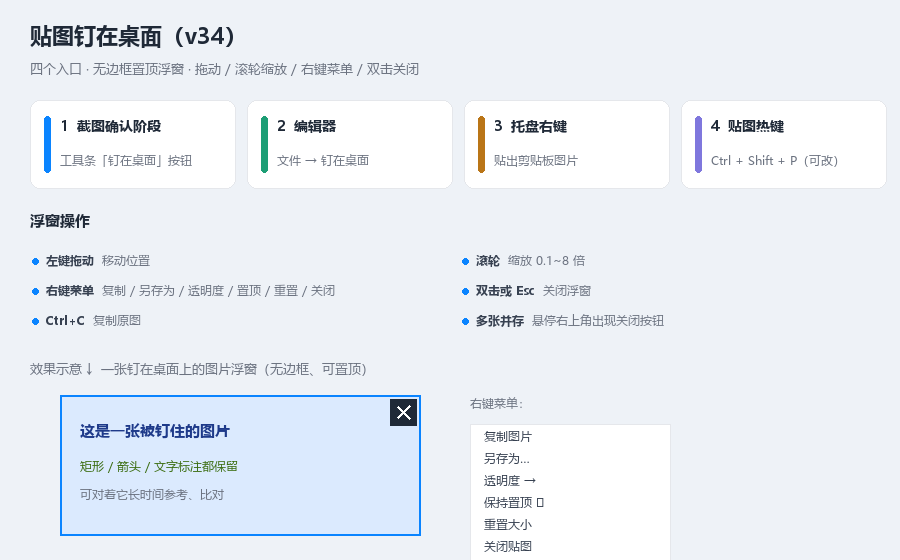 贴图钉在桌面（v34）
四个入口 · 无边框置顶浮窗 · 拖动 / 滚轮缩放 / 右键菜单 / 双击关闭
1 截图确认阶段
工具条「钉在桌面」按钮
2 编辑器
文件 → 钉在桌面
3 托盘右键
贴出剪贴板图片
4 贴图热键
Ctrl + Shift + P（可改）
浮窗操作
左键拖动 移动位置
滚轮 缩放 0.1~8 倍
右键菜单 复制 / 另存为 / 透明度 / 置顶 / 重置 / 关闭
双击或 Esc 关闭浮窗
Ctrl+C 复制原图
多张并存 悬停右上角出现关闭按钮
效果示意 ↓ 一张钉在桌面上的图片浮窗（无边框、可置顶）
这是一张被钉住的图片
矩形 / 箭头 / 文字标注都保留
可对着它长时间参考、比对
右键菜单：
复制图片
另存为…
透明度 →
保持置顶
重置大小
关闭贴图